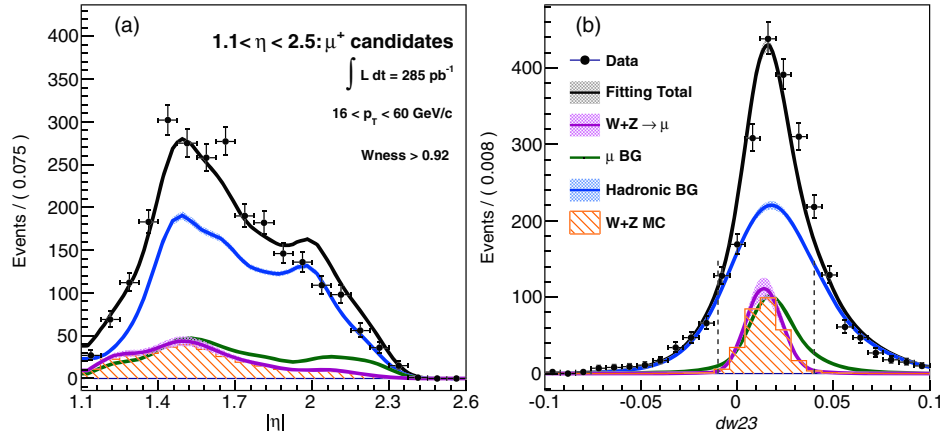 (a)
1.1< η < 2.5: μ⁺ candidates
∫ L dt = 285 pb⁻¹
16 < p_T < 60 GeV/c
Wness > 0.92
Events / ( 0.075 )
400
350
300
250
200
150
100
50
0
1.1 1.4 1.7 2 2.3 2.6
|η|
(b)
Data
Fitting Total
W+Z → μ
μ BG
Hadronic BG
W+Z MC
Events / ( 0.008 )
400
300
200
100
0
-0.1 -0.05 0 0.05 0.1
dw23